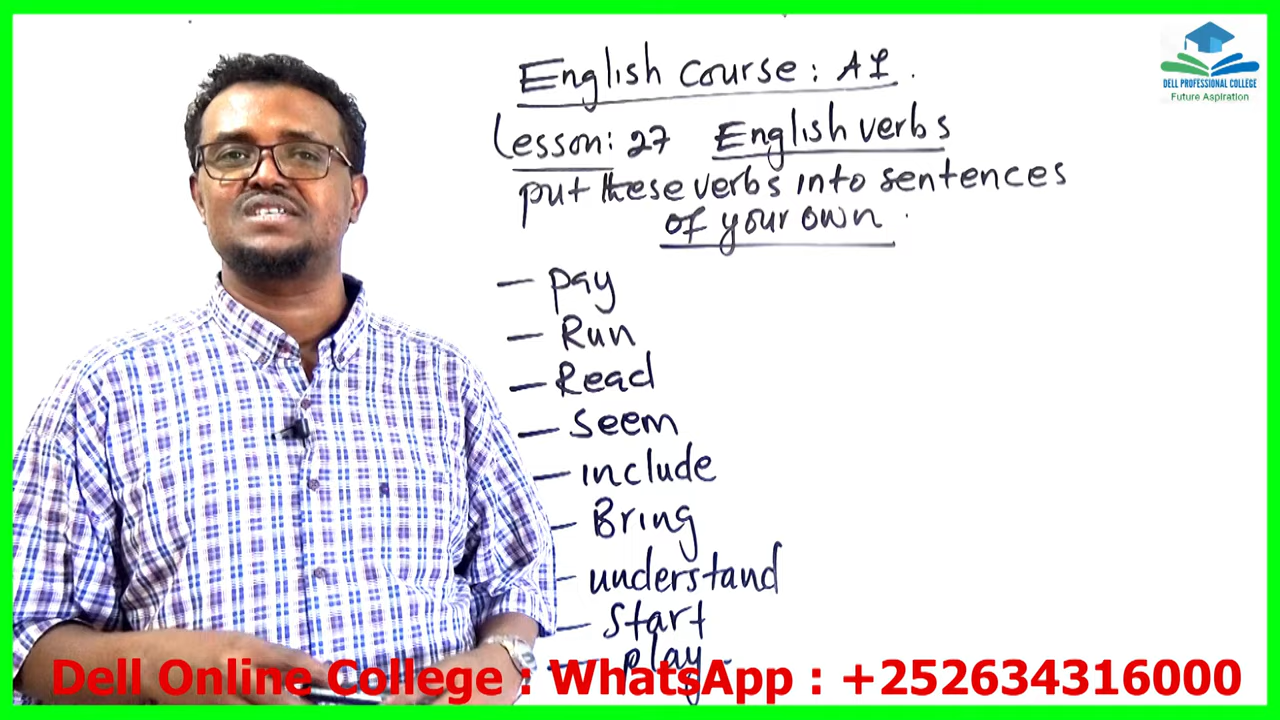 English course: A1.
Lesson: 27 English verbs
put these verbs into sentences
of your own.
— pay
— Run
— Read
— seem
— include
— Bring
— understand
— Start
— play
DELL PROFESSIONAL COLLEGE
Future Aspiration
Dell Online College : WhatsApp : +252634316000